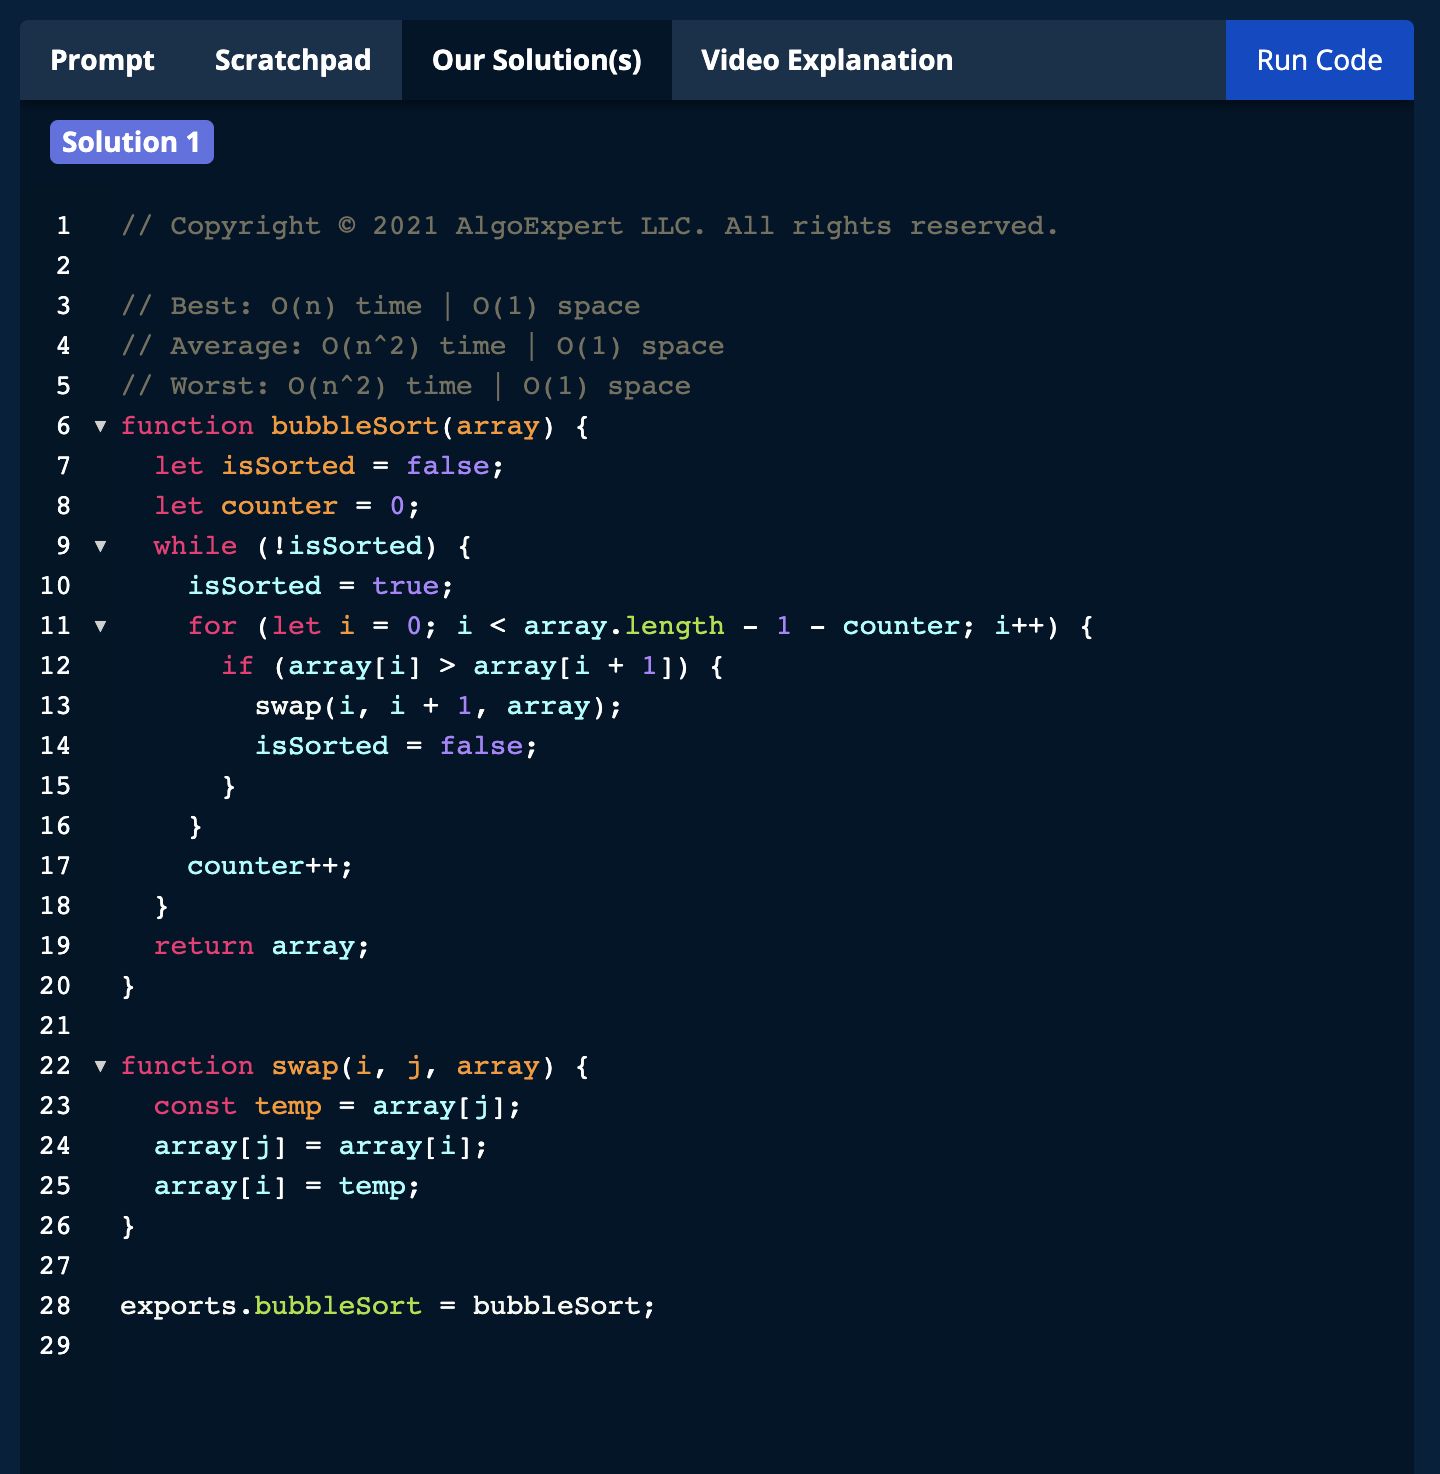 Prompt Scratchpad Our Solution(s) Video Explanation Run Code
Solution 1
1 // Copyright © 2021 AlgoExpert LLC. All rights reserved.
2
3 // Best: O(n) time | O(1) space
4 // Average: O(n^2) time | O(1) space
5 // Worst: O(n^2) time | O(1) space
6 ▼ function bubbleSort(array) {
7   let isSorted = false;
8   let counter = 0;
9 ▼   while (!isSorted) {
10     isSorted = true;
11 ▼     for (let i = 0; i < array.length - 1 - counter; i++) {
12       if (array[i] > array[i + 1]) {
13         swap(i, i + 1, array);
14         isSorted = false;
15       }
16     }
17     counter++;
18   }
19   return array;
20 }
21
22 ▼ function swap(i, j, array) {
23   const temp = array[j];
24   array[j] = array[i];
25   array[i] = temp;
26 }
27
28 exports.bubbleSort = bubbleSort;
29